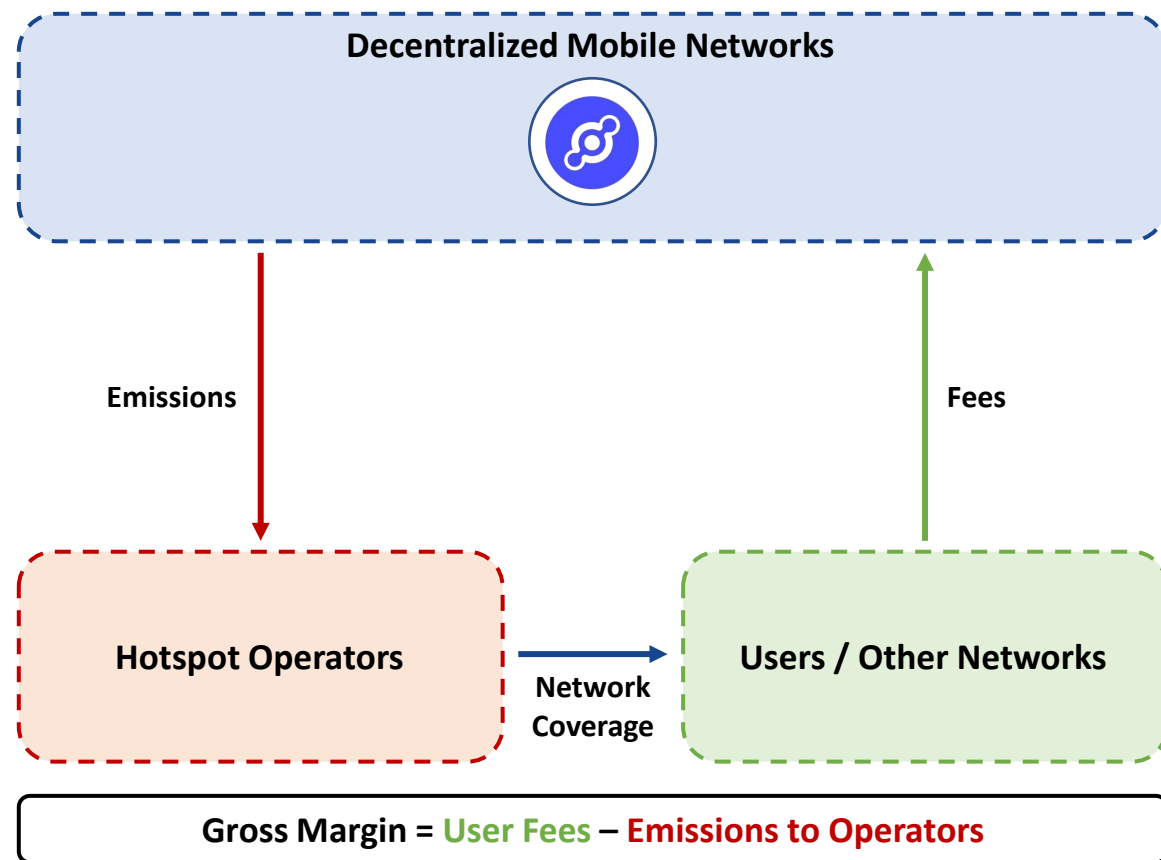 Decentralized Mobile Networks
Emissions
Fees
Hotspot Operators
Network
Coverage
Users / Other Networks
Gross Margin = User Fees – Emissions to Operators